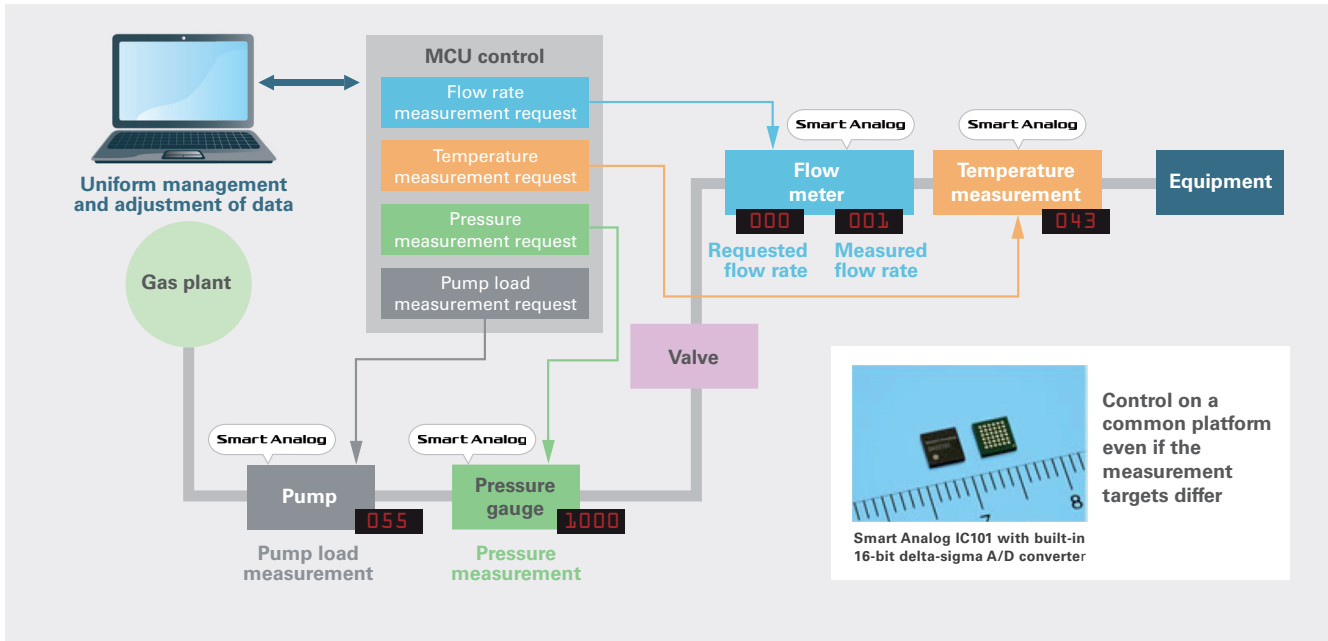 MCU control
Flow rate
measurement request
Temperature
measurement request
Pressure
measurement request
Pump load
measurement request
Uniform management
and adjustment of data
Gas plant
Smart Analog
Smart Analog
Flow
meter
Temperature
measurement
Equipment
000
001
043
Requested
flow rate
Measured
flow rate
Valve
Smart Analog
Smart Analog
Pump
Pressure
gauge
055
1000
Pump load
measurement
Pressure
measurement
7
8
Control on a
common platform
even if the
measurement
targets differ
Smart Analog IC101 with built-in
16-bit delta-sigma A/D converter